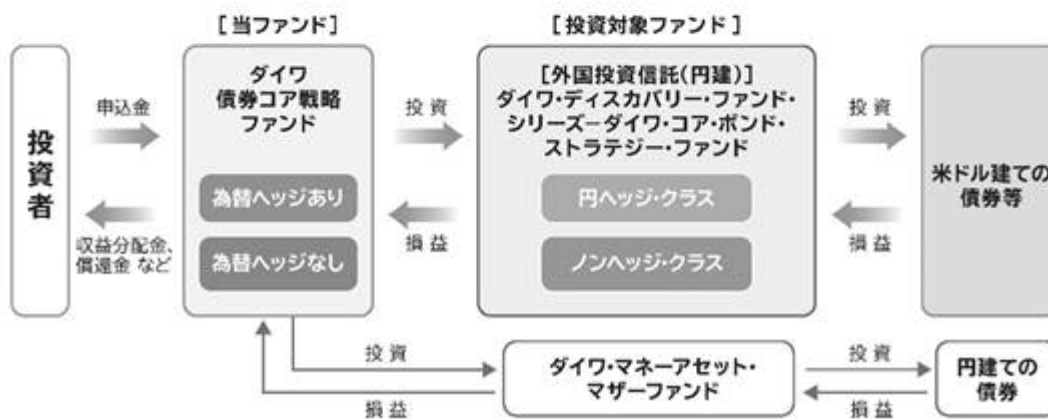 [当ファンド]
[投資対象ファンド]
投資者
申込金
収益分配金、
償還金 など
ダイワ
債券コア戦略
ファンド
為替ヘッジあり
為替ヘッジなし
投資
損益
[外国投資信託(円建)]
ダイワ・ディスカバリー・ファンド・
シリーズ－ダイワ・コア・ボンド・
ストラテジー・ファンド
円ヘッジ・クラス
ノンヘッジ・クラス
投資
損益
米ドル建ての
債券等
投資
損益
ダイワ・マネーアセット・
マザーファンド
投資
損益
円建ての
債券